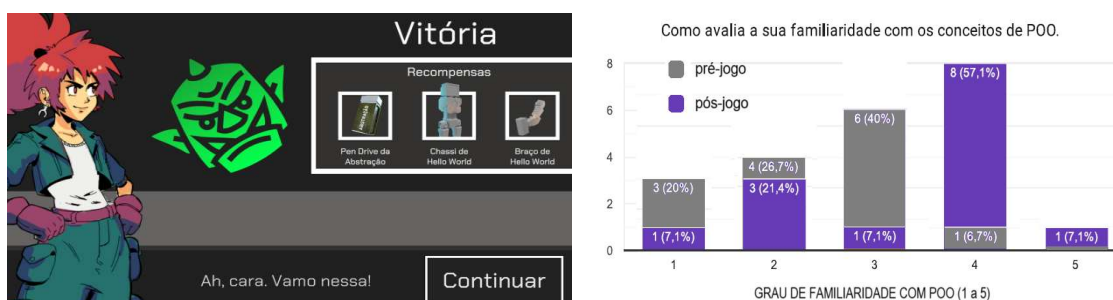 Vitória
Recompensas
Pen Drive da
Abstração
Chassi de
Hello World
Braço de
Hello World
Ah, cara. Vamo nessa!
Continuar
Como avalia a sua familiaridade com os conceitos de POO.
8
6
4
2
0
pré-jogo
pós-jogo
3 (20%)
1 (7,1%)
4 (26,7%)
3 (21,4%)
6 (40%)
1 (7,1%)
8 (57,1%)
1 (6,7%)
1 (7,1%)
1
2
3
4
5
GRAU DE FAMILIARIDADE COM POO (1 a 5)